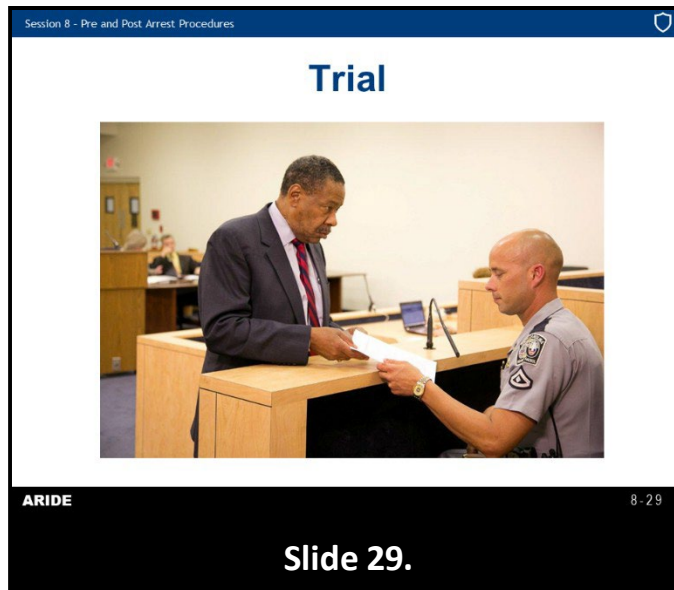 Session 8 - Pre and Post Arrest Procedures
Trial
ARIDE
8-29
Slide 29.